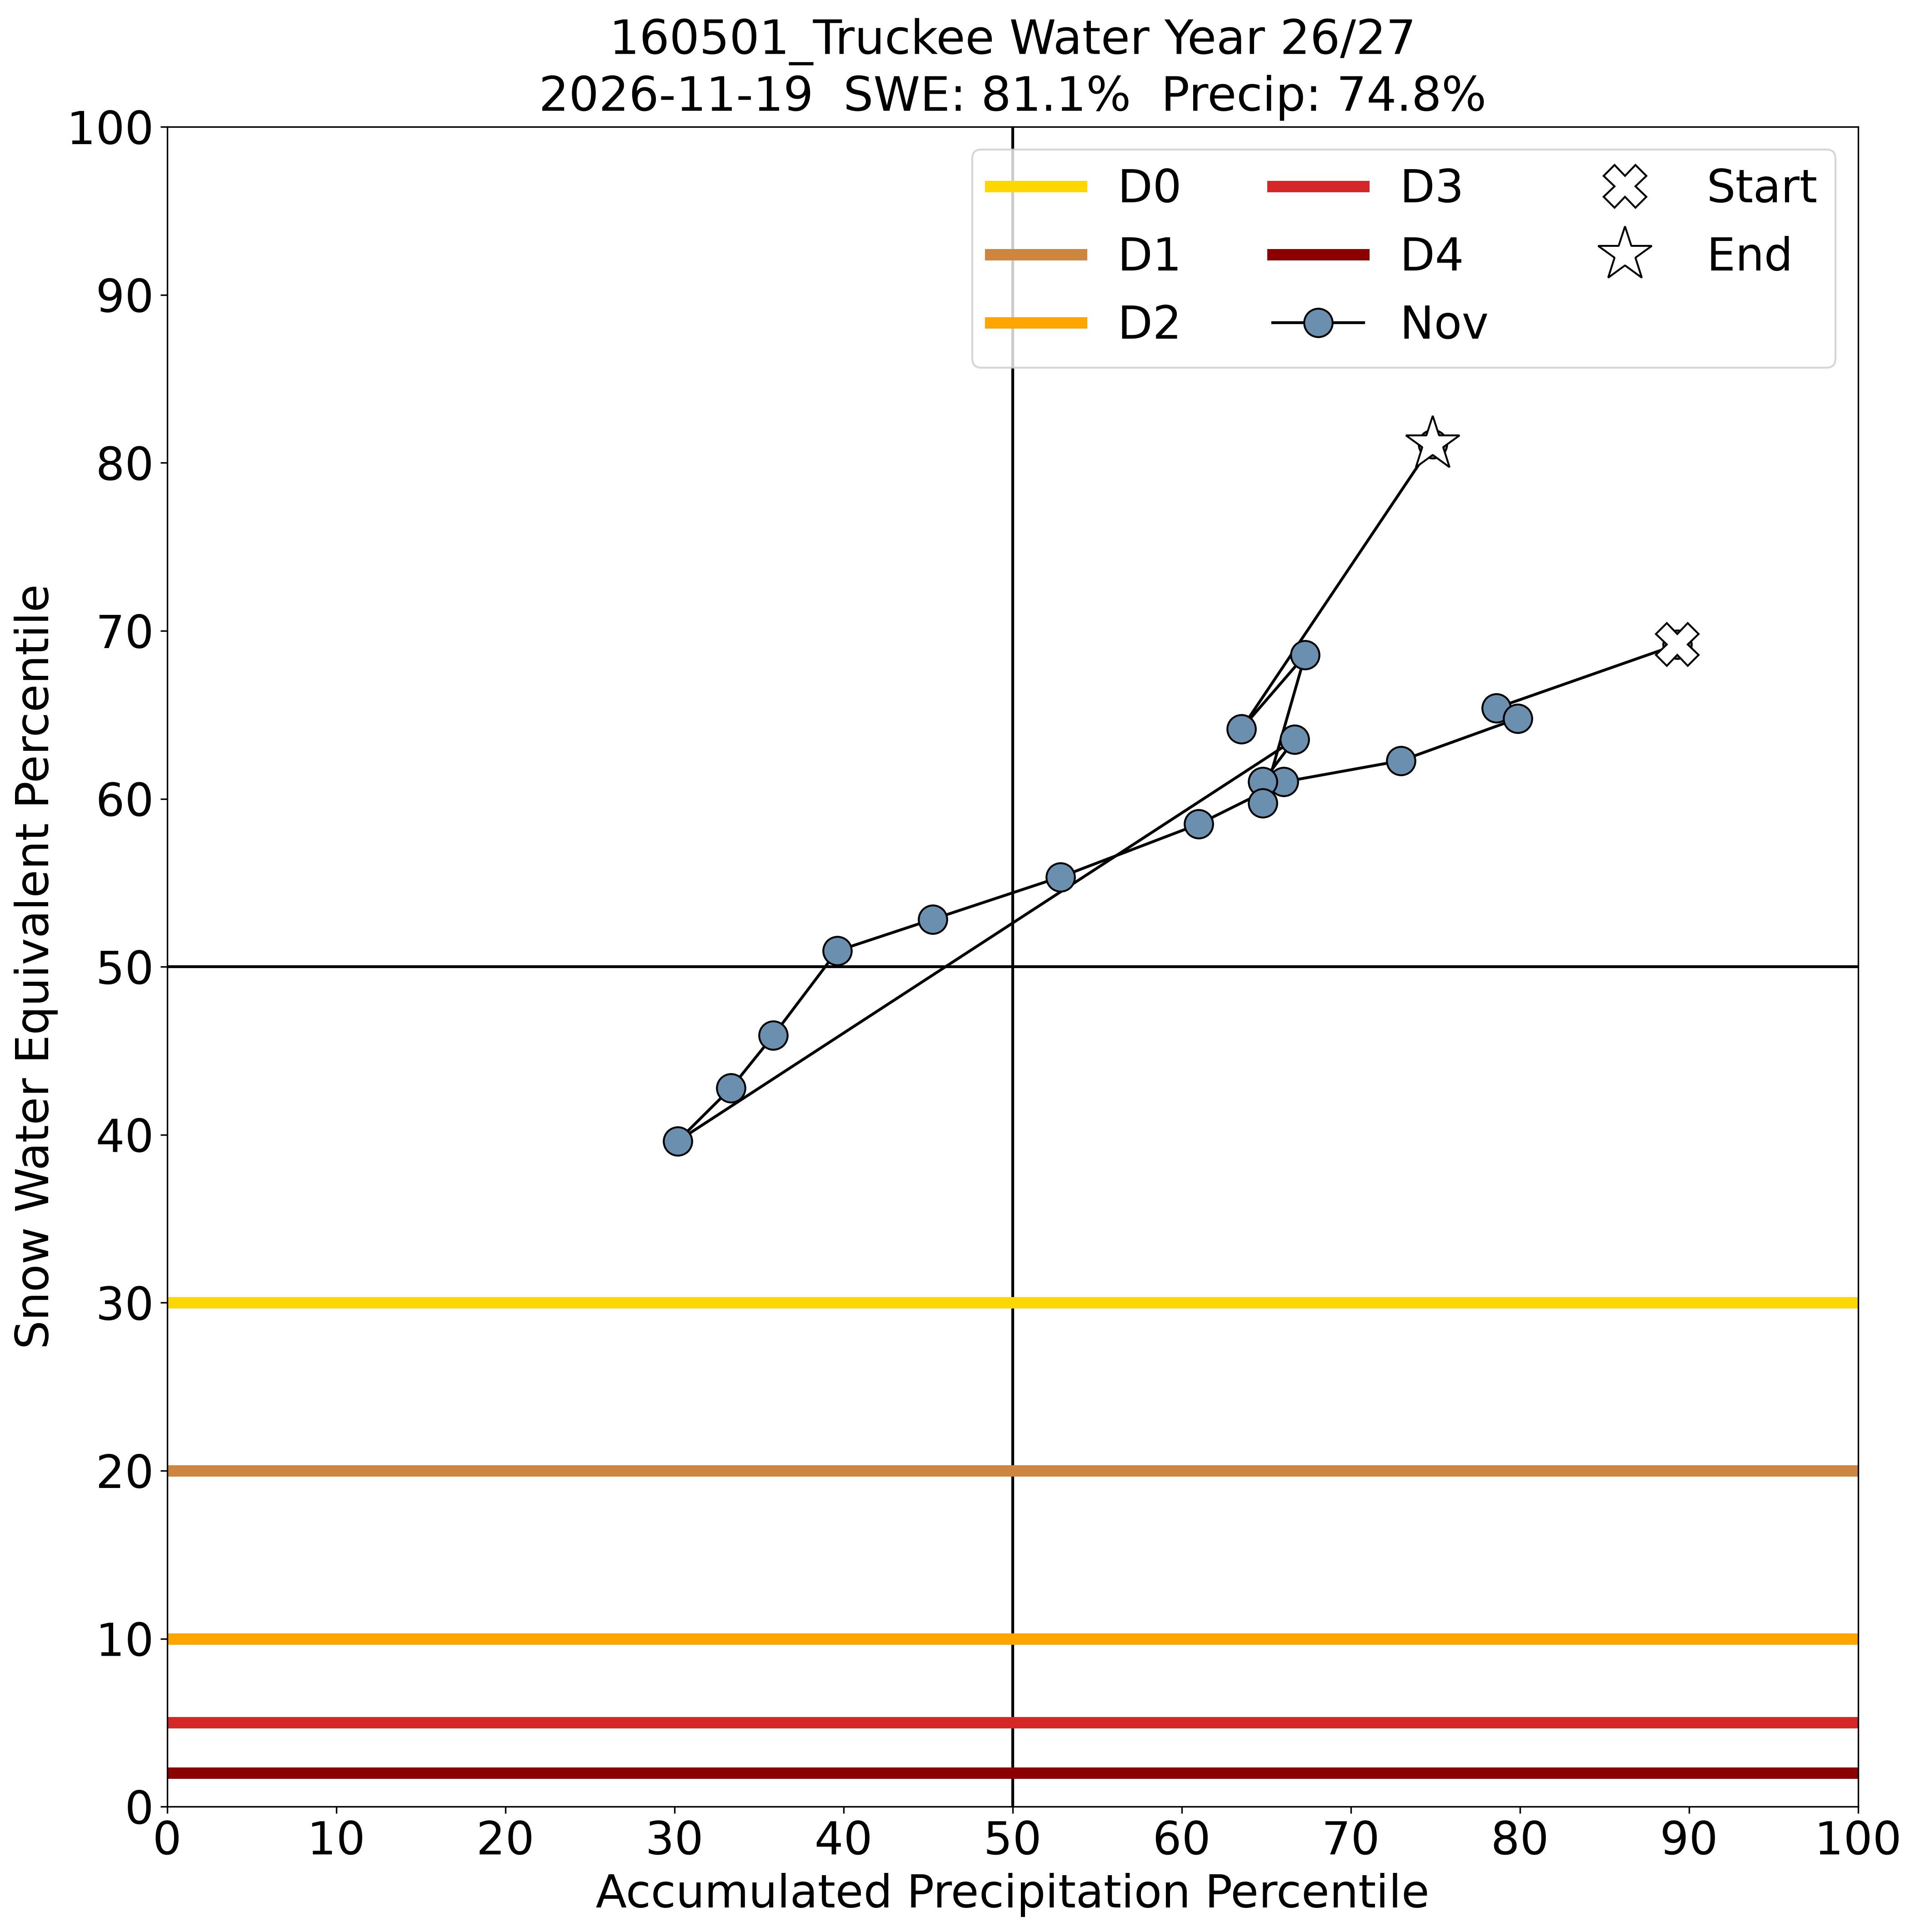 160501_Truckee Water Year 26/27
2026-11-19 SWE: 81.1% Precip: 74.8%
D0
D1
D2
D3
D4
Nov
Start
End
Snow Water Equivalent Percentile
100
90
80
70
60
50
40
30
20
10
0
0 10 20 30 40 50 60 70 80 90 100
Accumulated Precipitation Percentile